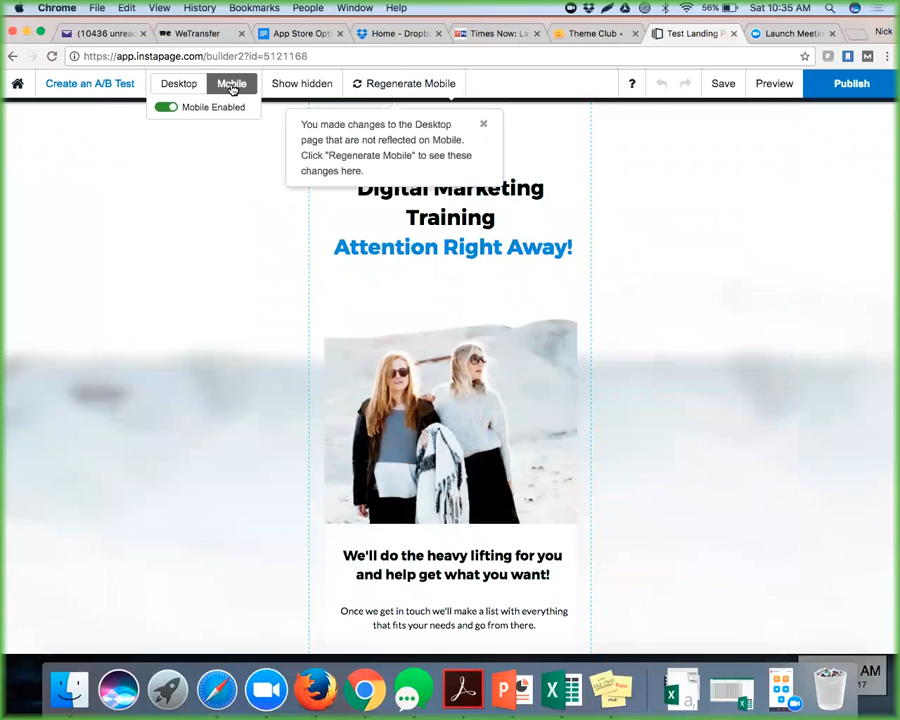 Chrome File Edit View History Bookmarks People Window Help 56% Sat 10:35 AM
(10436 unrea WeTransfer App Store Opti Home - Dropb Times Now: L Theme Club • Test Landing P Launch Meetin Nick
https://app.instapage.com/builder2?id=5121168
Create an A/B Test Desktop Mobile Show hidden Regenerate Mobile ? Save Preview Publish
Mobile Enabled
You made changes to the Desktop
page that are not reflected on Mobile.
Click "Regenerate Mobile" to see these
changes here.
Digital Marketing
Training
Attention Right Away!
We'll do the heavy lifting for you
and help get what you want!
Once we get in touch we'll make a list with everything
that fits your needs and go from there.
AM
17